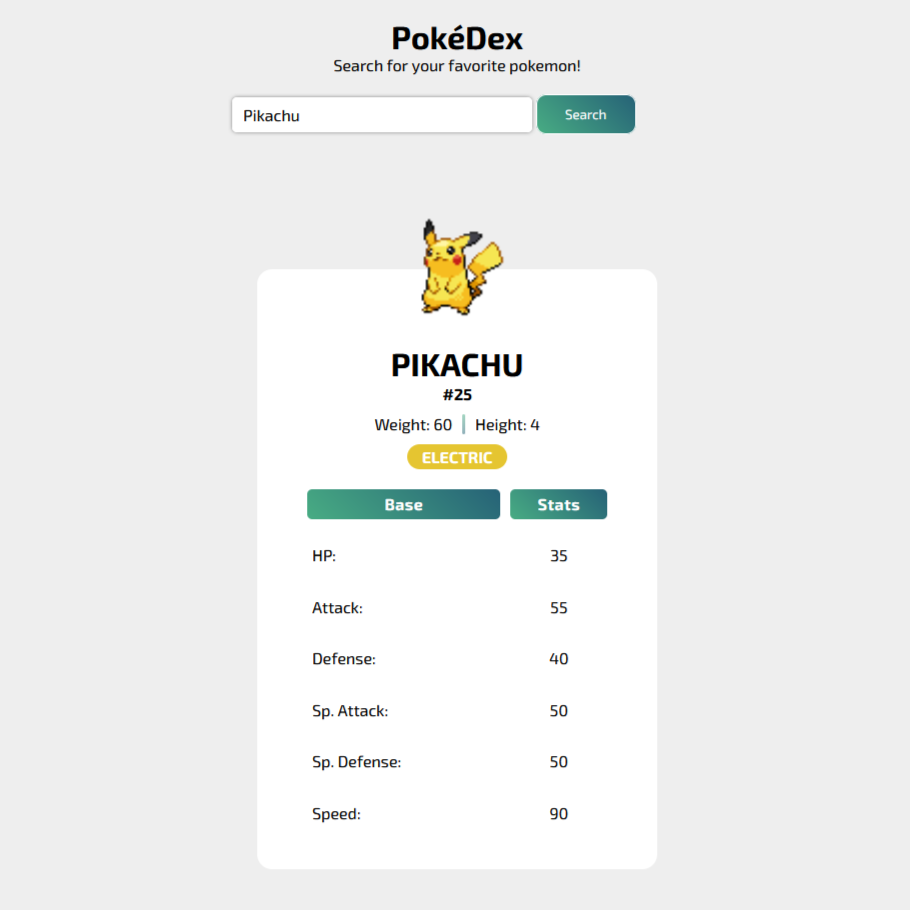 PokéDex
Search for your favorite pokemon!
Pikachu Search
PIKACHU
#25
Weight: 60 Height: 4
ELECTRIC
Base Stats
HP: 35
Attack: 55
Defense: 40
Sp. Attack: 50
Sp. Defense: 50
Speed: 90